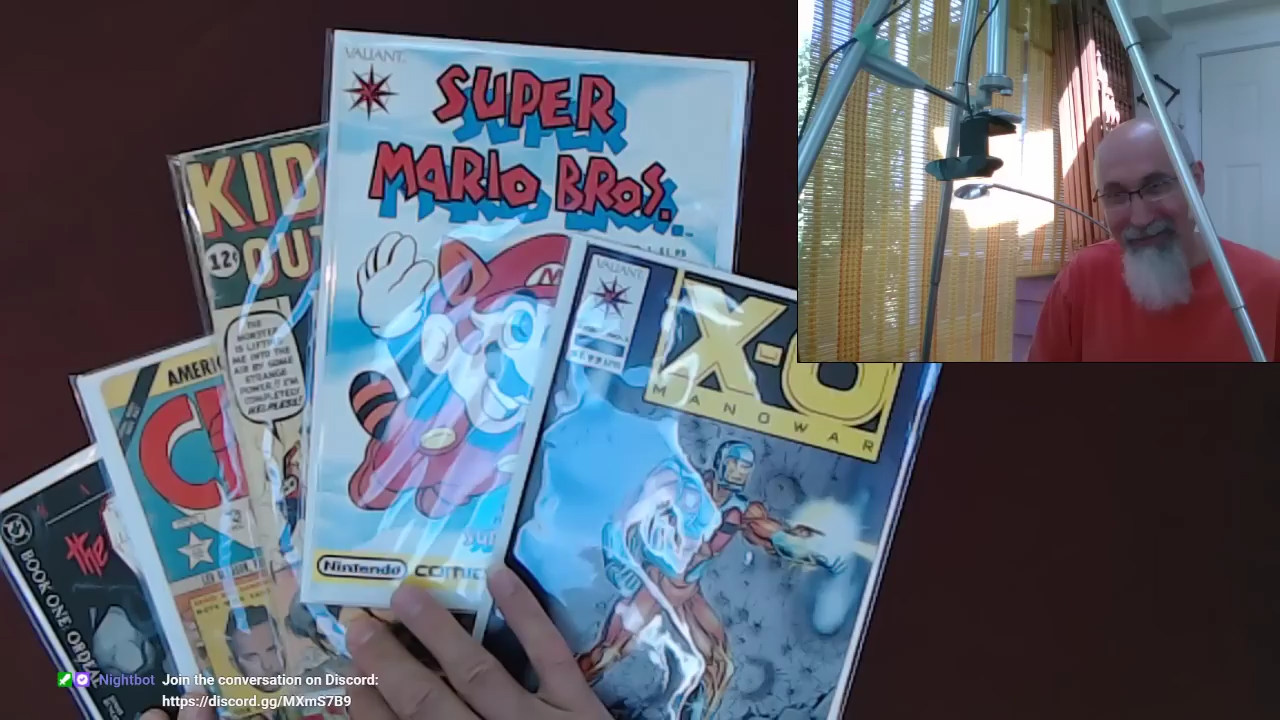 VALIANT
SUPER
MARIO BROS.
Nintendo
COMIC
KID
OUT
12¢
THE
MONSTER
IS LIFTING
ME INTO THE
AIR BY SOME
STRANGE
POWER!! I'M
COMPLETELY
HELPLESS!
AMERIC
the
BOOK ONE: ORDE
VALIANT
X-O
MANOWAR
Nightbot Join the conversation on Discord:
https://discord.gg/MXmS7B9